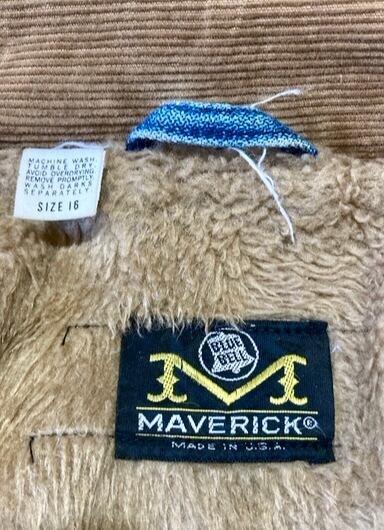 MACHINE WASH.
TUMBLE DRY.
AVOID OVERDRYING
REMOVE PROMPTLY.
WASH DARKS
SEPARATELY.
SIZE 16
BLUE
BELL
M
MAVERICK®
MADE IN U.S.A.